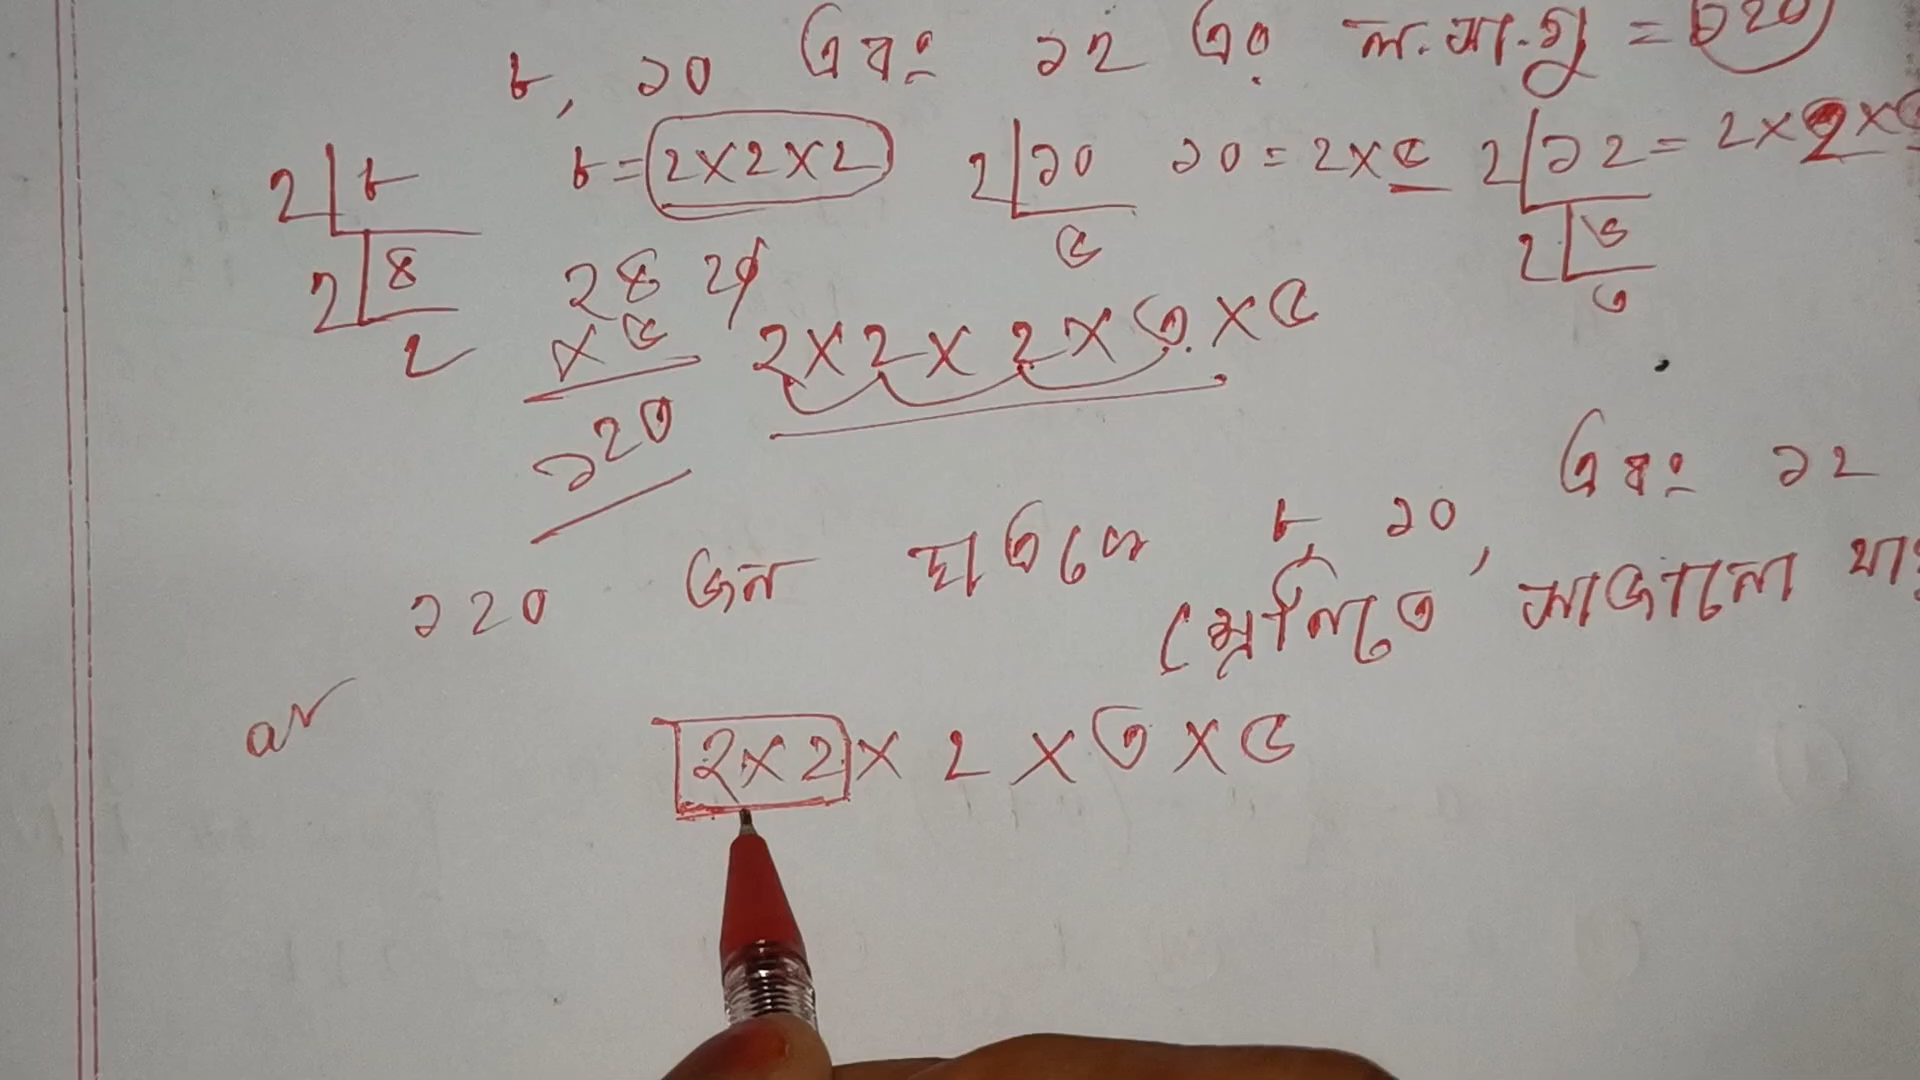 ৮, ১০ এবং ১২ এর ল.সা.গু = ১২০
২ | ৮ ৮ = ২×২×২ ২ | ১০ ১০ = ২×৫ ২ | ১২ = ২×২×৩
২ | ৪ ৫ ২ | ৬
২ ৩
২৪
×৫
১২০
২×২×২×৩×৫
১২০ জন থাকলে ৮, ১০, এবং ১২
শ্রেণিতে সাজানো যায়
২×২×২×৩×৫